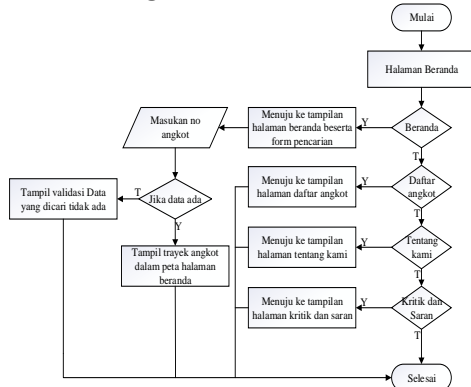 Mulai
Halaman Beranda
Beranda
Y
T
Menuju ke tampilan
halaman beranda beserta
form pencarian
Masukan no
angkot
Jika data ada
T
Y
Tampil validasi Data
yang dicari tidak ada
Tampil trayek angkot
dalam peta halaman
beranda
Daftar
angkot
Y
T
Menuju ke tampilan
halaman daftar angkot
Tentang
kami
Y
T
Menuju ke tampilan
halaman tentang kami
Kritik dan
Saran
Y
T
Menuju ke tampilan
halaman kritik dan saran
Selesai